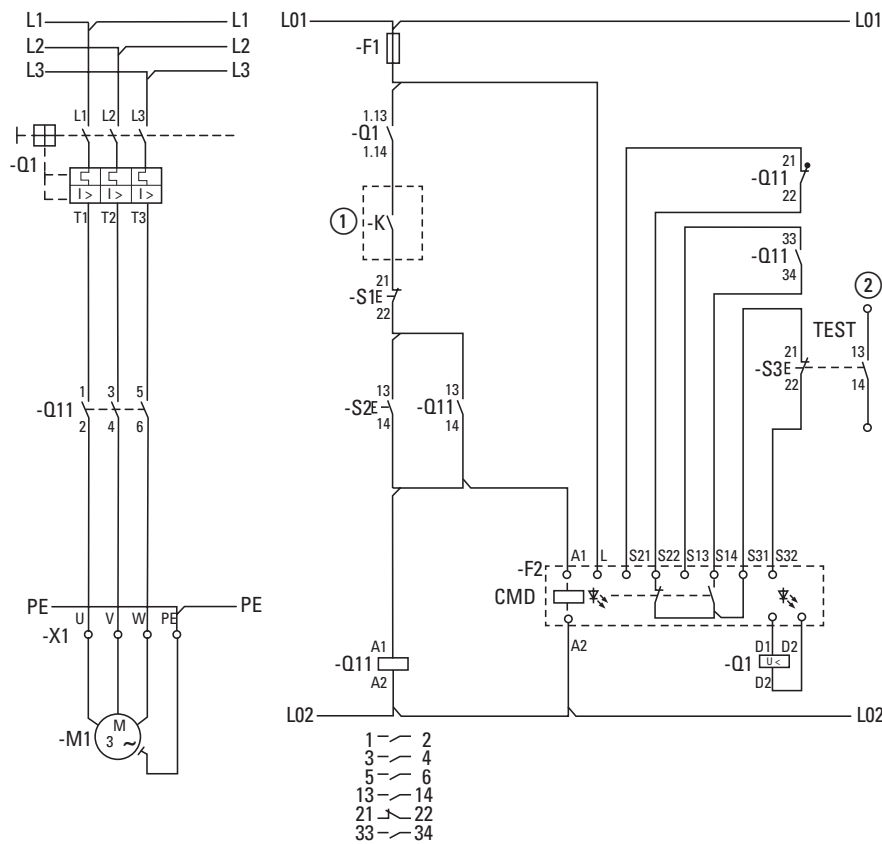 L1 L1
L2 L2
L3 L3
L1 L2 L3
-Q1
I > I > I >
T1 T2 T3
1 3 5
-Q11
2 4 6
PE PE
U V W PE
-X1
M
3 ~
-M1
L01 L01
-F1
1.13
-Q1
1.14
1 -K
21
-S1E
22
13 13
-S2E -Q11
14 14
21
-Q11
22
33
-Q11
34
2
TEST
21 13
-S3E
22 14
A1 L S21 S22 S13 S14 S31 S32
-F2
CMD
A2
D1 D2
-Q1 U <
D2
A1
-Q11
A2
L02 L02
1 2
3 4
5 6
13 14
21 22
33 34